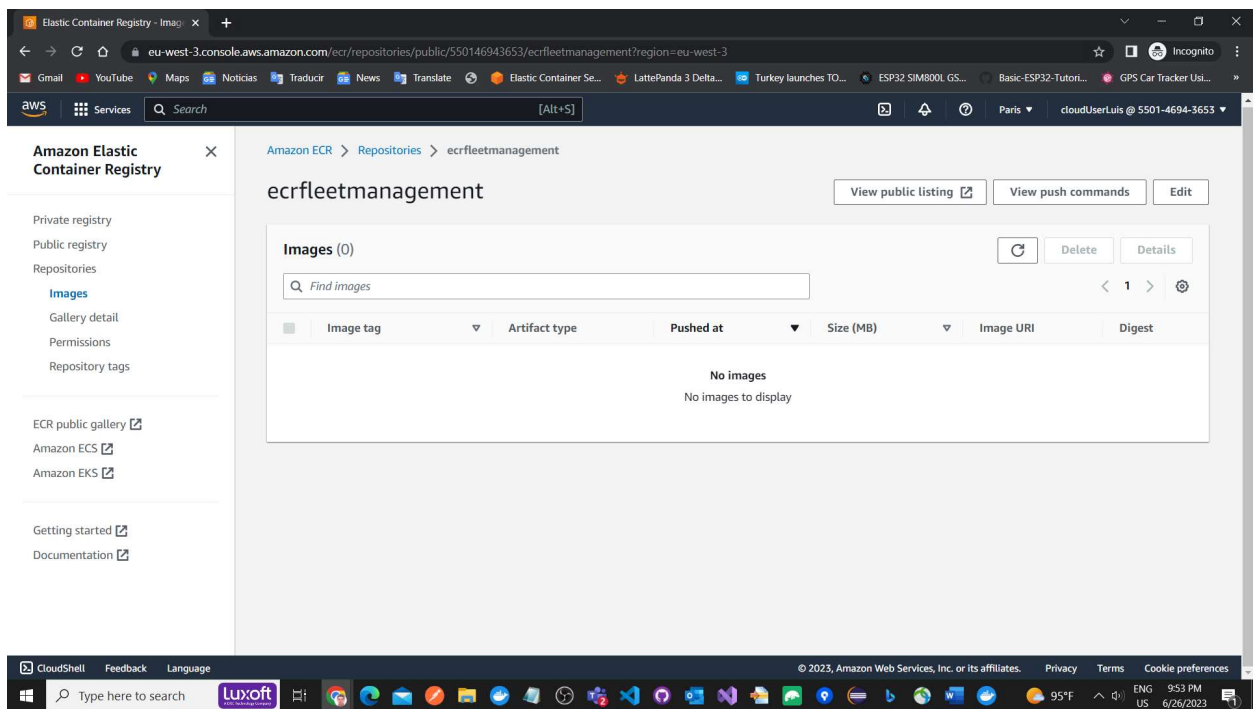 Elastic Container Registry - Imag
eu-west-3.console.aws.amazon.com/ecr/repositories/public/550146943653/ecrfleetmanagement?region=eu-west-3
Incognito
Gmail YouTube Maps Noticias Traducir News Translate Elastic Container Se... LattePanda 3 Delta... Turkey launches TO... ESP32 SIM800L GS... Basic-ESP32-Tutori... GPS Car Tracker Usi... »
aws Services Search [Alt+S] Paris cloudUserLuis @ 5501-4694-3653
Amazon Elastic
Container Registry
Private registry
Public registry
Repositories
Images
Gallery detail
Permissions
Repository tags
ECR public gallery
Amazon ECS
Amazon EKS
Getting started
Documentation
Amazon ECR > Repositories > ecrfleetmanagement
ecrfleetmanagement
View public listing View push commands Edit
Images (0)
Delete Details
Find images
< 1 >
Image tag Artifact type Pushed at Size (MB) Image URI Digest
No images
No images to display
CloudShell Feedback Language © 2023, Amazon Web Services, Inc. or its affiliates. Privacy Terms Cookie preferences
Type here to search Luxoft 95°F ENG 9:53 PM
US 6/26/2023